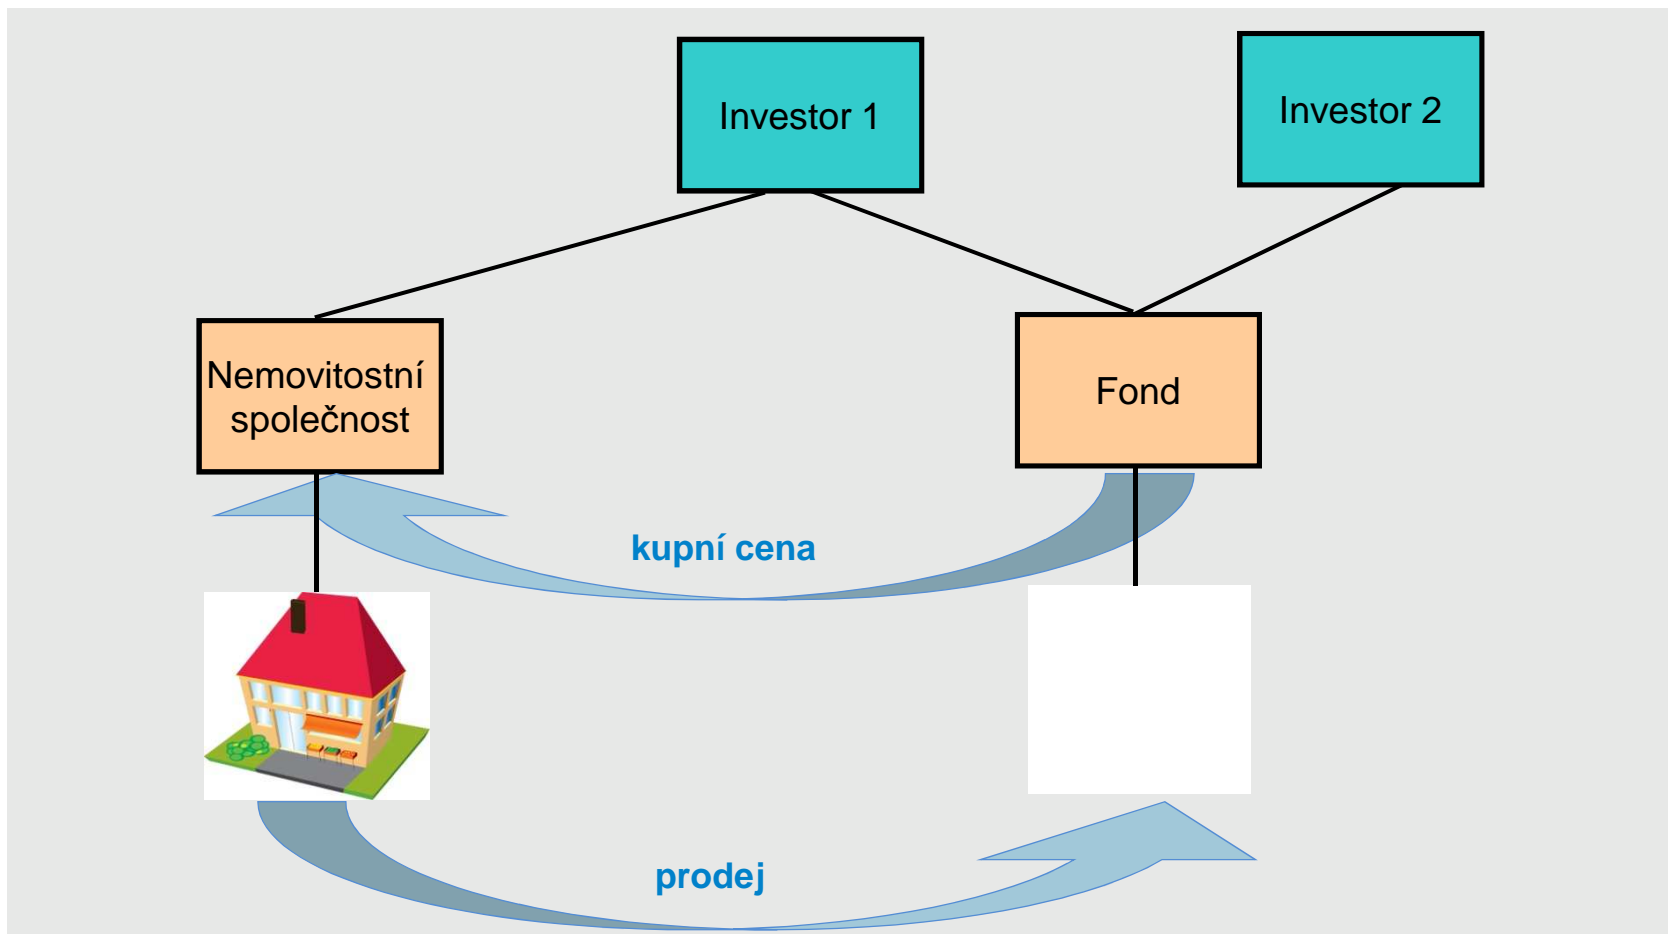 Investor 1
Investor 2
Nemovitostní
společnost
Fond
kupní cena
prodej